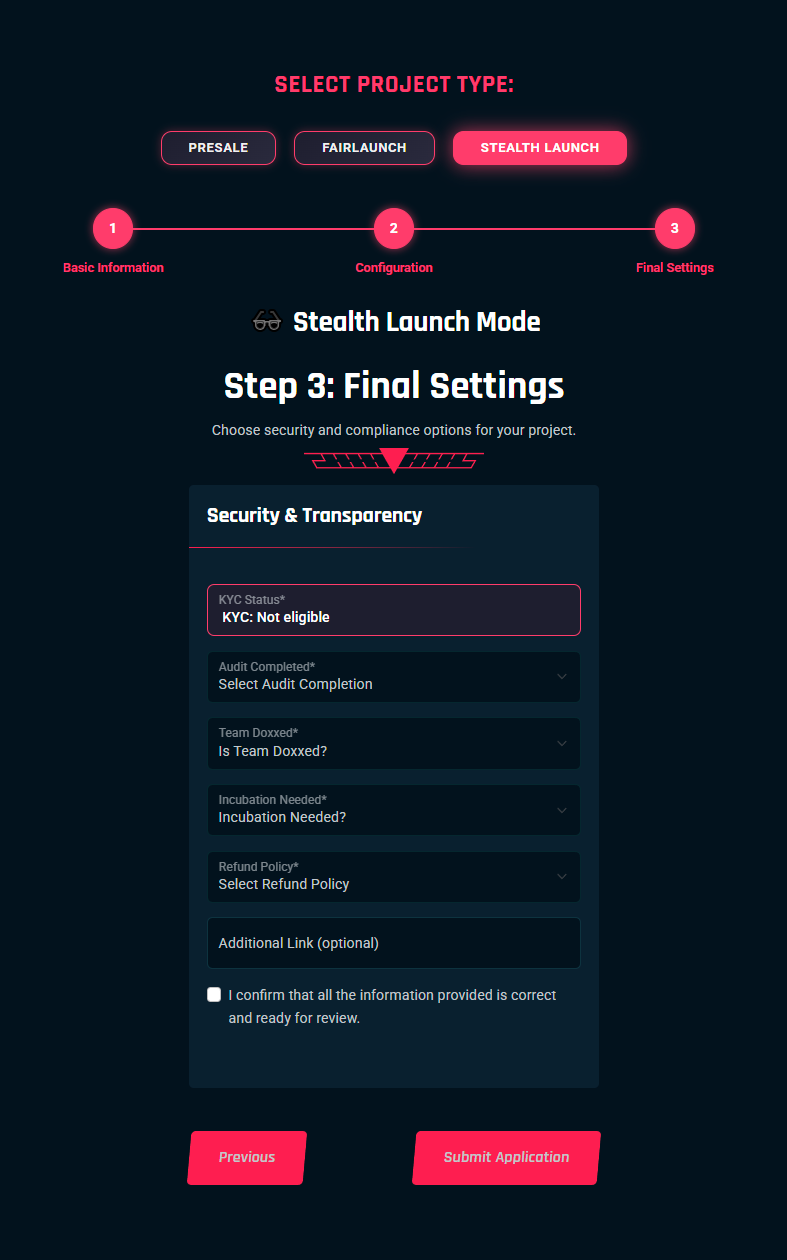 SELECT PROJECT TYPE:
PRESALE
FAIRLAUNCH
STEALTH LAUNCH
1
2
3
Basic Information
Configuration
Final Settings
Stealth Launch Mode
Step 3: Final Settings
Choose security and compliance options for your project.
Security & Transparency
KYC Status*
KYC: Not eligible
Audit Completed*
Select Audit Completion
Team Doxxed*
Is Team Doxxed?
Incubation Needed*
Incubation Needed?
Refund Policy*
Select Refund Policy
Additional Link (optional)
I confirm that all the information provided is correct
and ready for review.
Previous
Submit Application